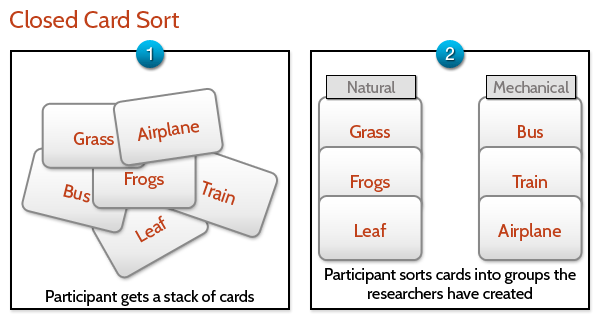 Closed Card Sort
1
Grass
Airplane
Bus
Frogs
Train
Leaf
Participant gets a stack of cards
2
Natural
Grass
Frogs
Leaf
Mechanical
Bus
Train
Airplane
Participant sorts cards into groups the
researchers have created